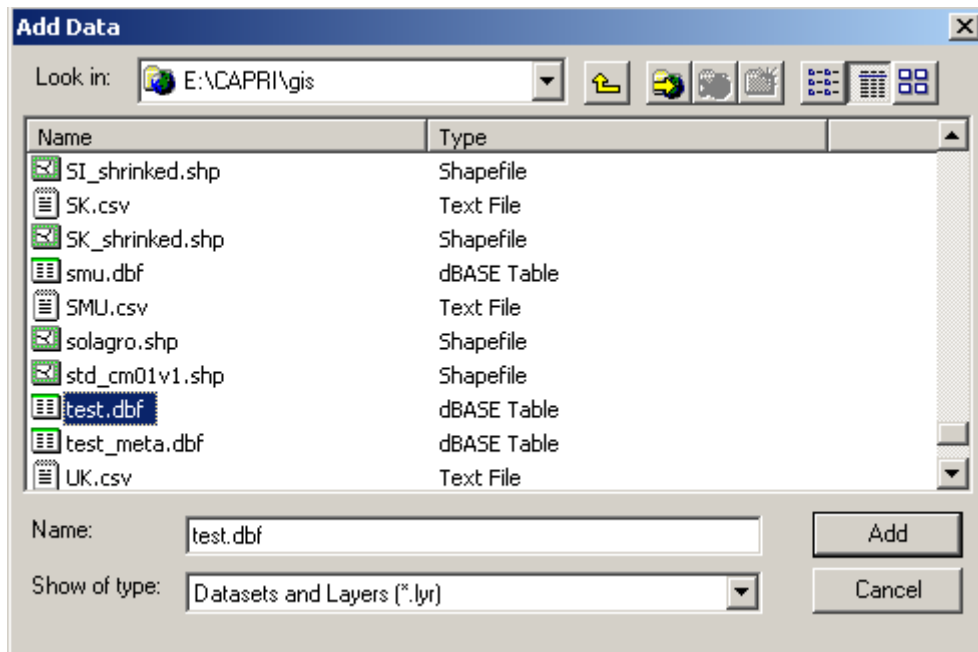 Add Data
Look in: E:\CAPRI\gis
Name Type
SI_shrinked.shp Shapefile
SK.csv Text File
SK_shrinked.shp Shapefile
smu.dbf dBASE Table
SMU.csv Text File
solagro.shp Shapefile
std_cm01v1.shp Shapefile
test.dbf dBASE Table
test_meta.dbf dBASE Table
UK.csv Text File
Name: test.dbf Add
Show of type: Datasets and Layers (*.lyr) Cancel